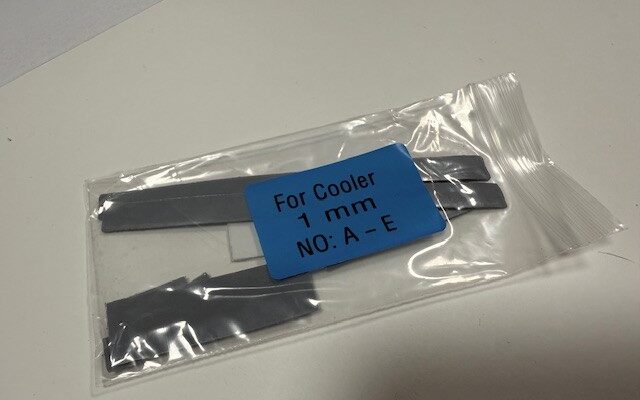 For Cooler
1 mm
NO: A - E